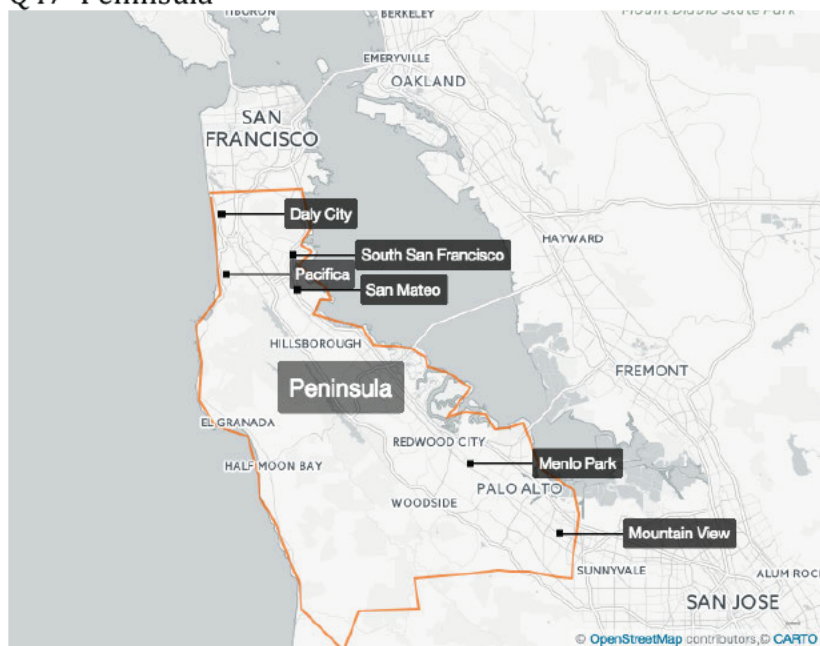 Q47 Peninsula
TIBURON
BERKELEY
Mount Diablo State Park
EMERYVILLE
OAKLAND
SAN
FRANCISCO
Daly City
HAYWARD
South San Francisco
Pacifica
San Mateo
HILLSBOROUGH
FREMONT
Peninsula
EL GRANADA
REDWOOD CITY
HALF MOON BAY
Menlo Park
PALO ALTO
WOODSIDE
Mountain View
SUNNYVALE
ALUM ROC
SAN JOSE
© OpenStreetMap contributors,© CARTO